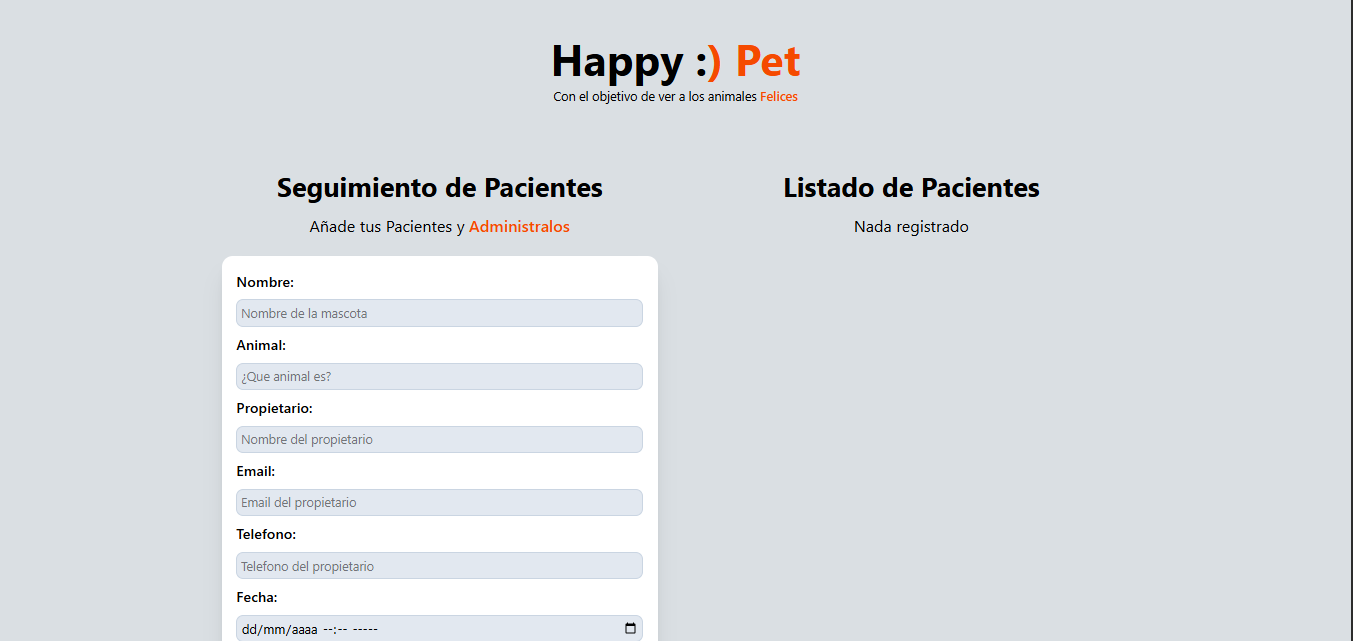 Happy :) Pet
Con el objetivo de ver a los animales Felices
Seguimiento de Pacientes
Añade tus Pacientes y Administralos
Nombre:
Nombre de la mascota
Animal:
¿Que animal es?
Propietario:
Nombre del propietario
Email:
Email del propietario
Telefono:
Telefono del propietario
Fecha:
dd/mm/aaaa --:-- -----
Listado de Pacientes
Nada registrado